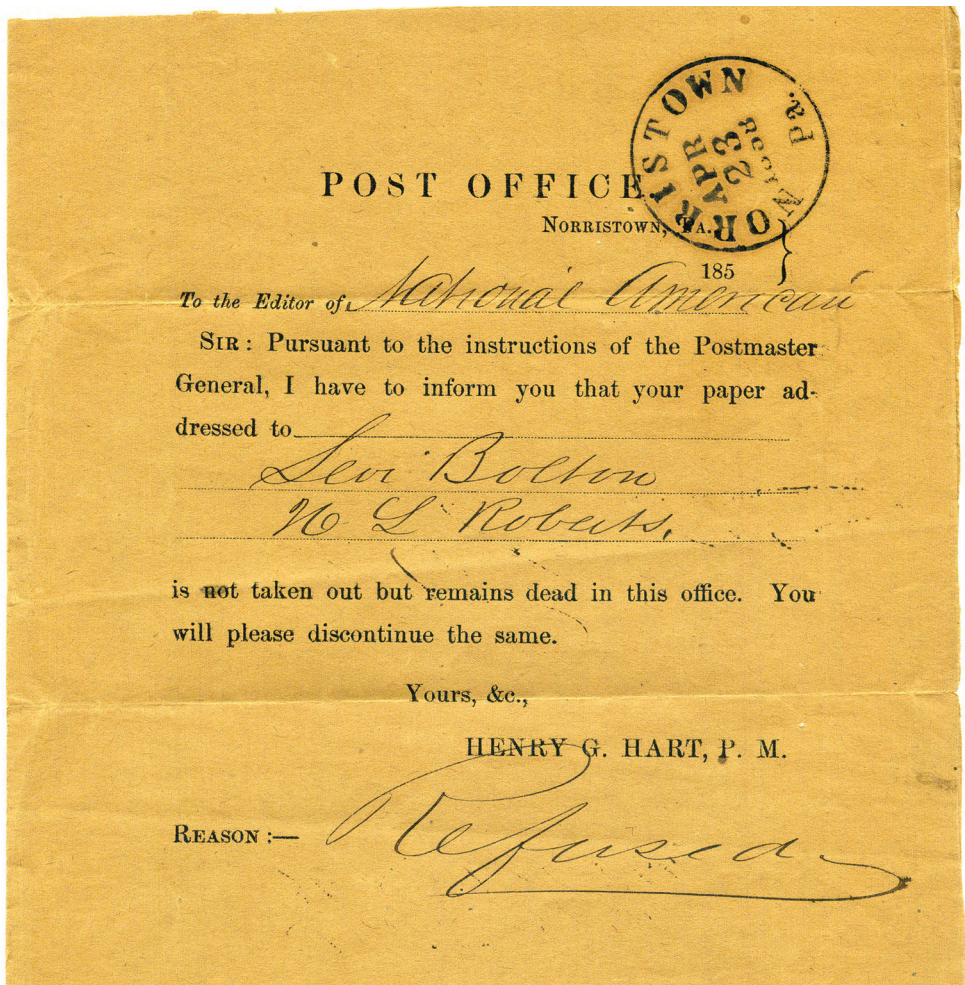 NORRISTOWN Pa.
APR
23
1858
POST OFFICE
NORRISTOWN, PA.
185
To the Editor of National American
SIR: Pursuant to the instructions of the Postmaster
General, I have to inform you that your paper ad-
dressed to
Levi Bolton
H L Roberts,
is not taken out but remains dead in this office. You
will please discontinue the same.
Yours, &c.,
HENRY G. HART, P. M.
REASON:— Refused